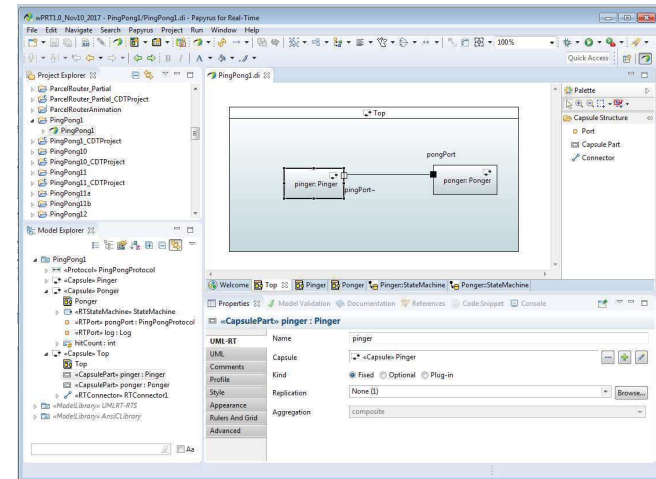 wPRT1.0_Nov10_2017 - PingPong1/PingPong1.di - Papyrus for Real-Time
File Edit Navigate Search Papyrus Project Run Window Help
100%
B I A
Quick Access
Project Explorer
ParcelRouter_Partial
ParcelRouter_Partial_CDTProject
ParcelRouterAnimation
PingPong1
PingPong1
PingPong1_CDTProject
PingPong10
PingPong10_CDTProject
PingPong11
PingPong11_CDTProject
PingPong11a
PingPong11b
PingPong12
Model Explorer
PingPong1
«Protocol» PingPongProtocol
«Capsule» Pinger
«Capsule» Ponger
Ponger
«RTStateMachine» StateMachine
«RTPort» pongPort : PingPongProtocol
«RTPort» log : Log
hitCount : int
«Capsule» Top
Top
«CapsulePart» pinger : Pinger
«CapsulePart» ponger : Ponger
«RTConnector» RTConnector1
«ModelLibrary» UMLRT-RTS
«ModelLibrary» AnsiCLibrary
Aa
PingPong1.di
Top
pongPort
pinger: Pinger
pingPort~
ponger: Ponger
Palette
Capsule Structure
Port
Capsule Part
Connector
Welcome Top Pinger Ponger Pinger::StateMachine Ponger::StateMachine
Properties Model Validation Documentation References Code Snippet Console
«CapsulePart» pinger : Pinger
UML-RT
UML
Comments
Profile
Style
Appearance
Rulers And Grid
Advanced
Name pinger
Capsule «Capsule» Pinger ...
Kind Fixed Optional Plug-in
Replication None (1) Browse...
Aggregation composite